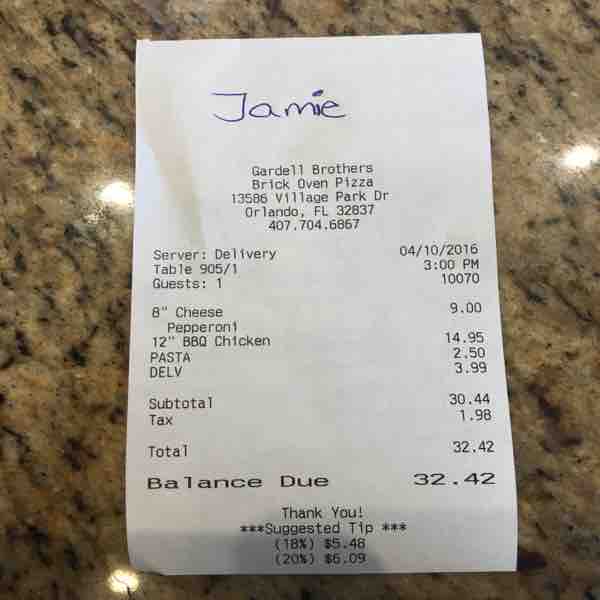 Jamie
Gardell Brothers
Brick Oven Pizza
13586 Village Park Dr
Orlando, FL 32837
407.704.6867
Server: Delivery 04/10/2016
Table 905/1 3:00 PM
Guests: 1 10070
8" Cheese 9.00
Pepperoni
12" BBQ Chicken 14.95
PASTA 2.50
DELV 3.99
Subtotal 30.44
Tax 1.98
Total 32.42
Balance Due 32.42
Thank You!
***Suggested Tip ***
(18%) $5.48
(20%) $6.09